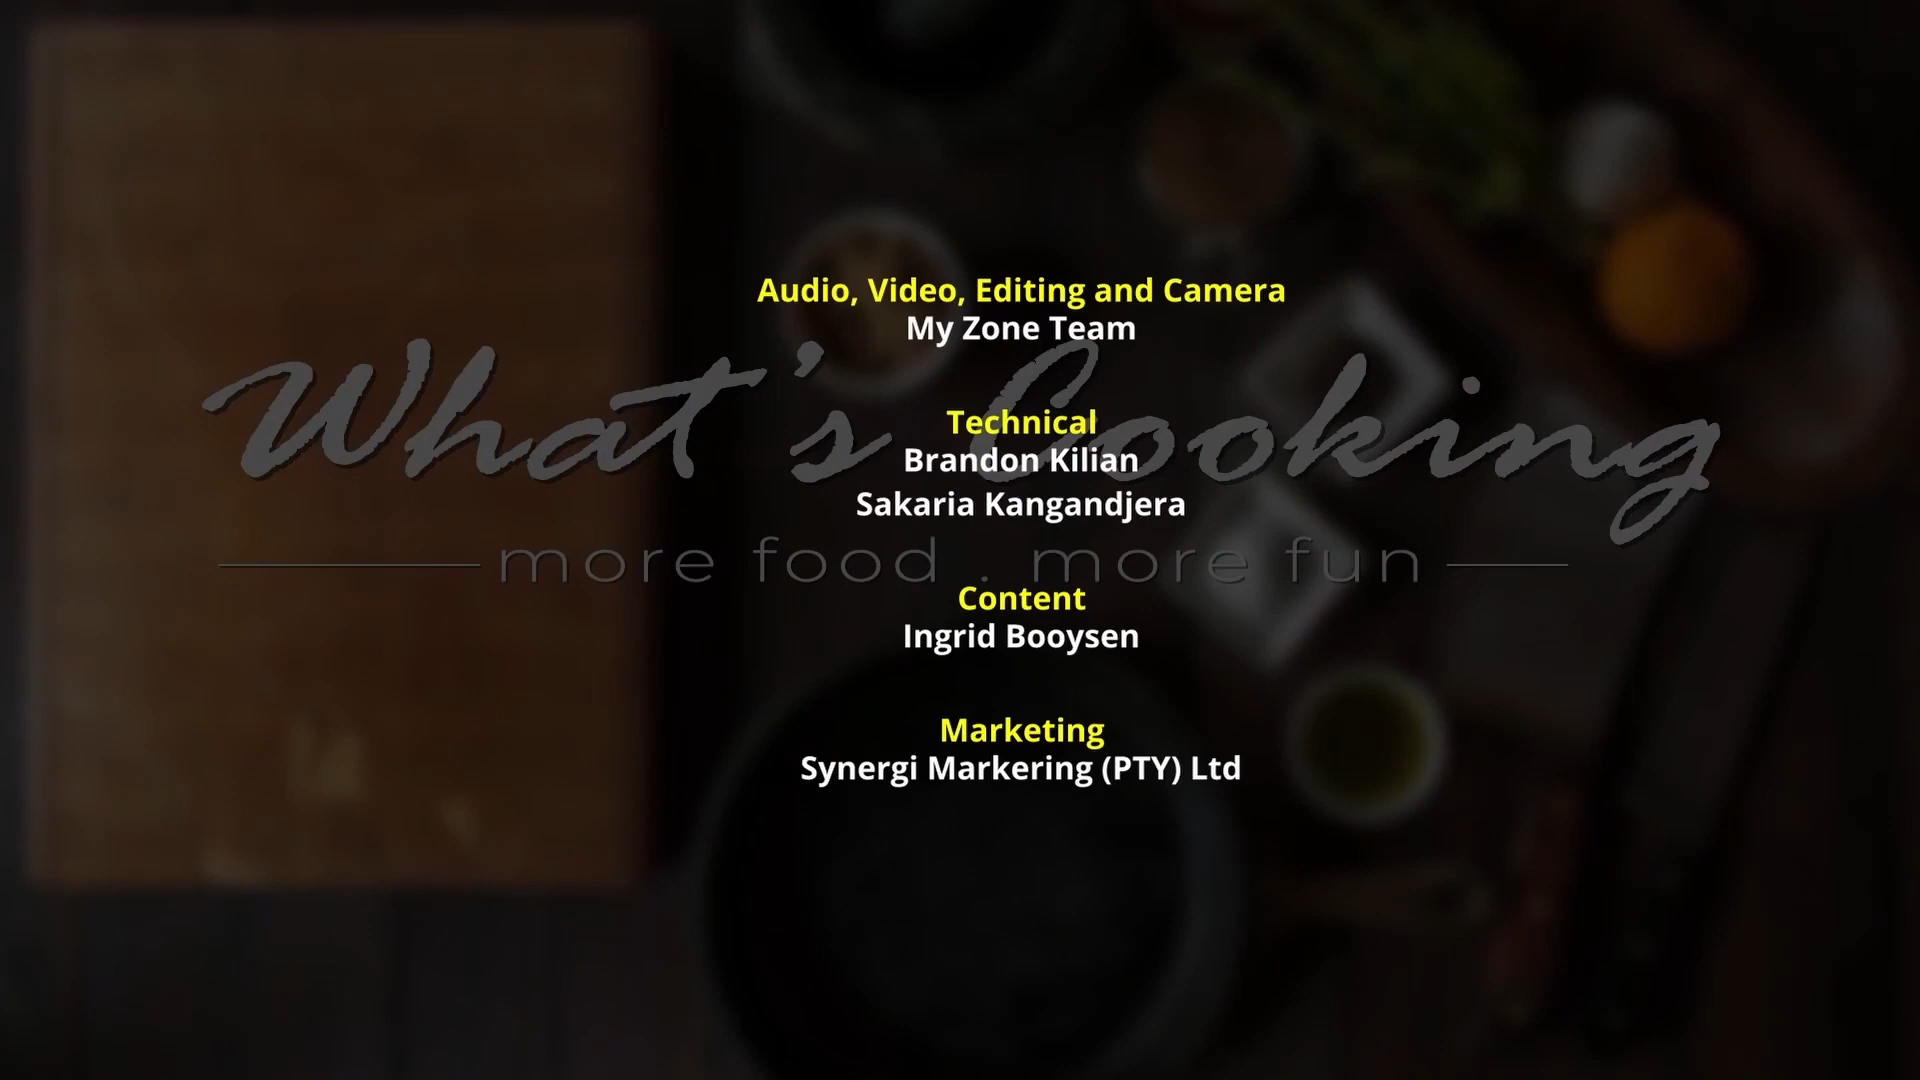 Audio, Video, Editing and Camera
My Zone Team
What's Cooking
Technical
Brandon Kilian
Sakaria Kangandjera
more food . more fun
Content
Ingrid Booysen
Marketing
Synergi Markering (PTY) Ltd